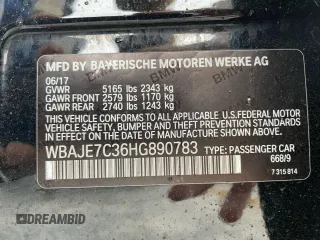 MFD BY BAYERISCHE MOTOREN WERKE AG
06/17
GVWR 5165 lbs 2343 kg
GAWR FRONT 2579 lbs 1170 kg
GAWR REAR 2740 lbs 1243 kg
THIS VEHICLE CONFORMS TO ALL APPLICABLE U.S. FEDERAL MOTOR
VEHICLE SAFETY, BUMPER, AND THEFT PREVENTION STANDARDS
IN EFFECT ON THE DATE OF MANUFACTURE SHOWN ABOVE.
WBAJE7C36HG890783 TYPE: PASSENGER CAR
668/9
7 315 814
DREAMBID